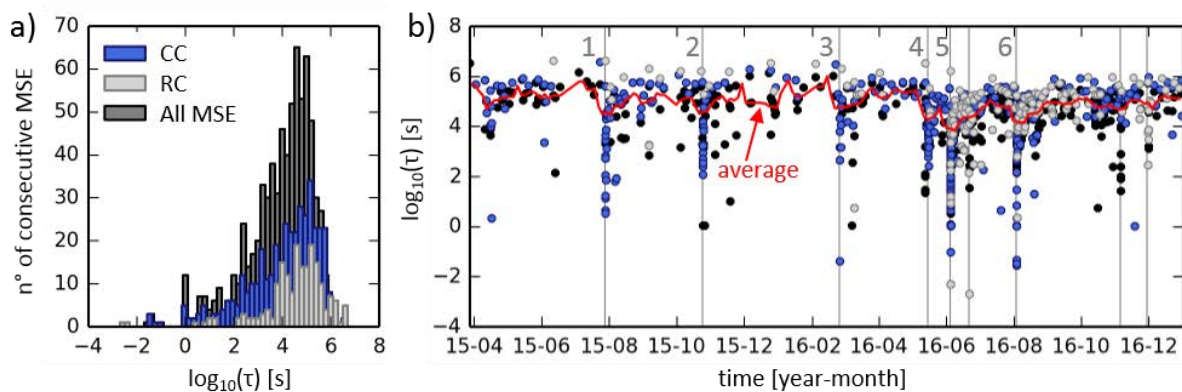 a)
70
60
50
40
30
20
10
0
n° of consecutive MSE
CC
RC
All MSE
−4 −2 0 2 4 6 8
log10(τ) [s]
b)
8
6
4
2
0
−2
−4
log10(τ) [s]
1 2 3 4 5 6
average
15-04 15-06 15-08 15-10 15-12 16-02 16-04 16-06 16-08 16-10 16-12
time [year-month]